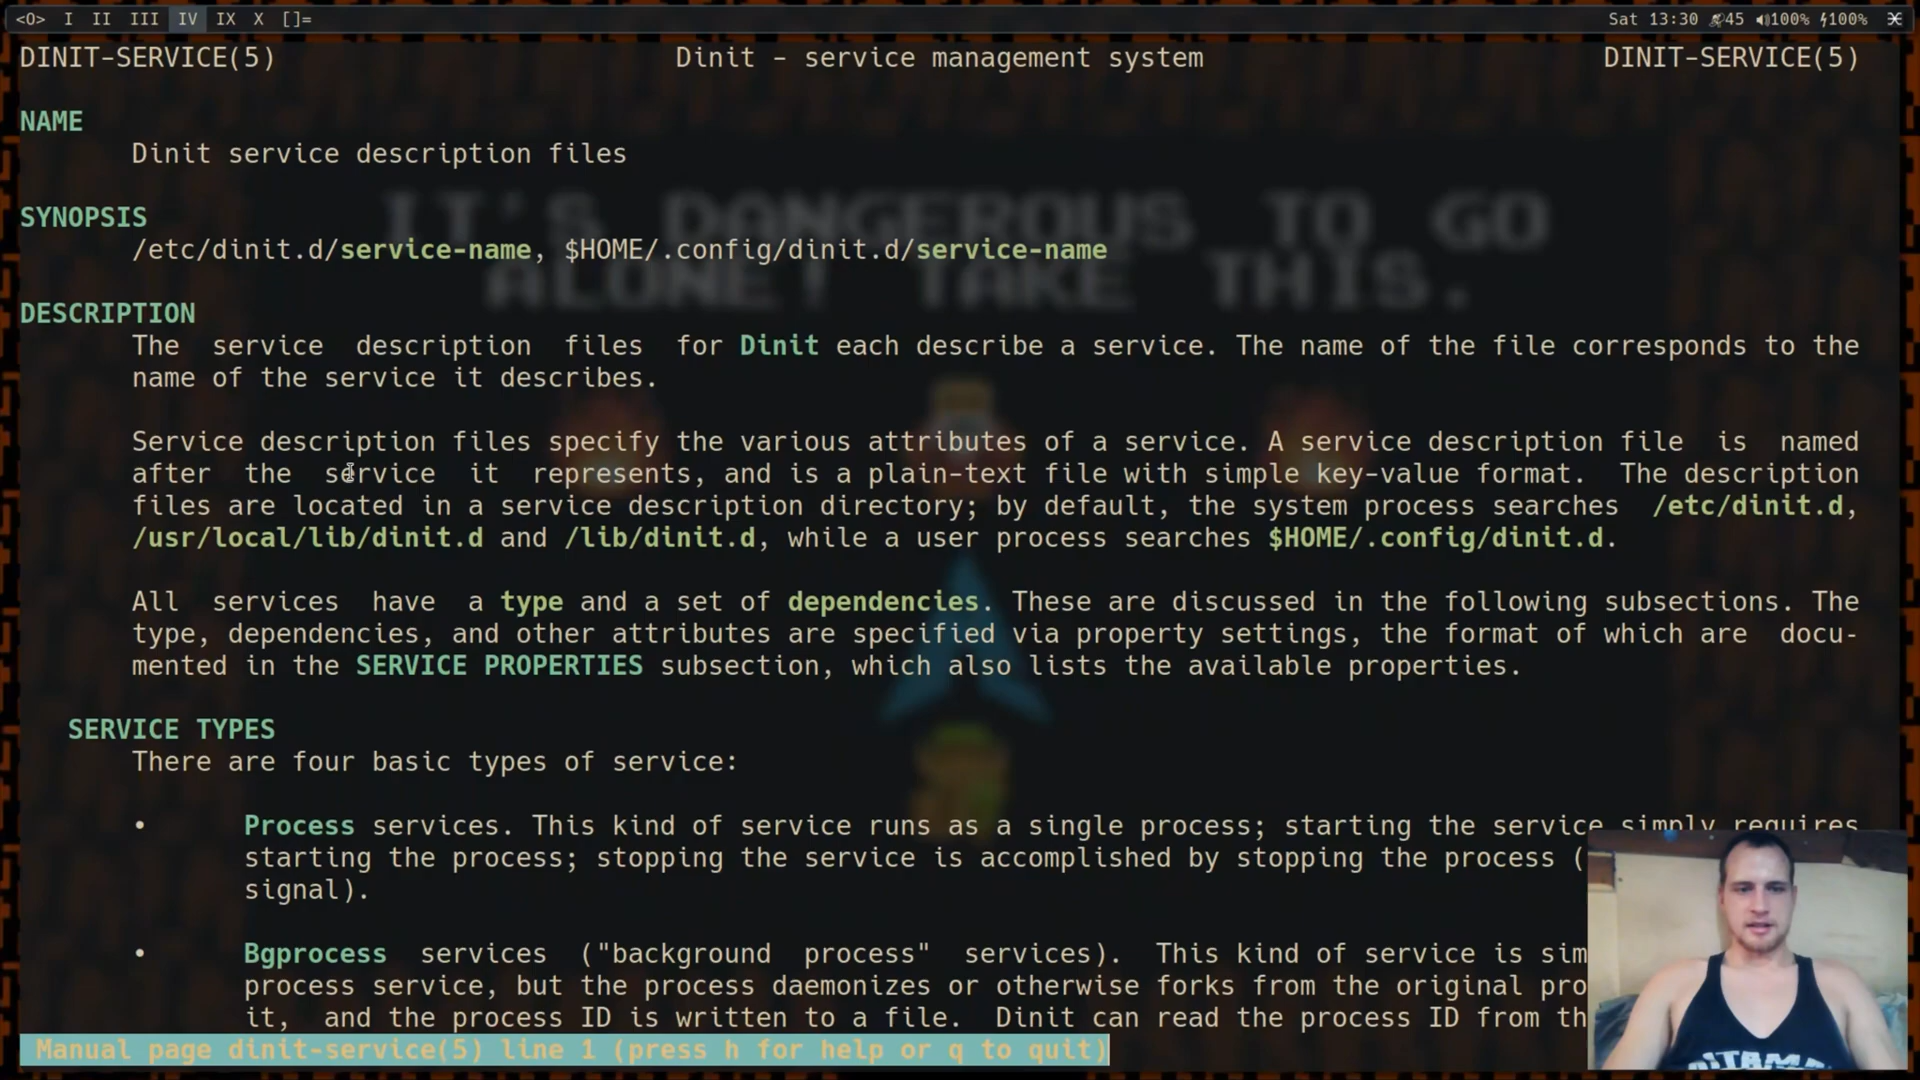 <O> I II III IV IX X []= Sat 13:30 45 100% 100%
DINIT-SERVICE(5) Dinit - service management system DINIT-SERVICE(5)
NAME
Dinit service description files
SYNOPSIS
/etc/dinit.d/service-name, $HOME/.config/dinit.d/service-name
IT'S DANGEROUS TO GO
ALONE! TAKE THIS.
DESCRIPTION
The service description files for Dinit each describe a service. The name of the file corresponds to the
name of the service it describes.
Service description files specify the various attributes of a service. A service description file is named
after the service it represents, and is a plain-text file with simple key-value format. The description
files are located in a service description directory; by default, the system process searches /etc/dinit.d,
/usr/local/lib/dinit.d and /lib/dinit.d, while a user process searches $HOME/.config/dinit.d.
All services have a type and a set of dependencies. These are discussed in the following subsections. The
type, dependencies, and other attributes are specified via property settings, the format of which are docu-
mented in the SERVICE PROPERTIES subsection, which also lists the available properties.
SERVICE TYPES
There are four basic types of service:
• Process services. This kind of service runs as a single process; starting the service simply requires
starting the process; stopping the service is accomplished by stopping the process (
signal).
• Bgprocess services ("background process" services). This kind of service is sim
process service, but the process daemonizes or otherwise forks from the original pro
it, and the process ID is written to a file. Dinit can read the process ID from th
Manual page dinit-service(5) line 1 (press h for help or q to quit)